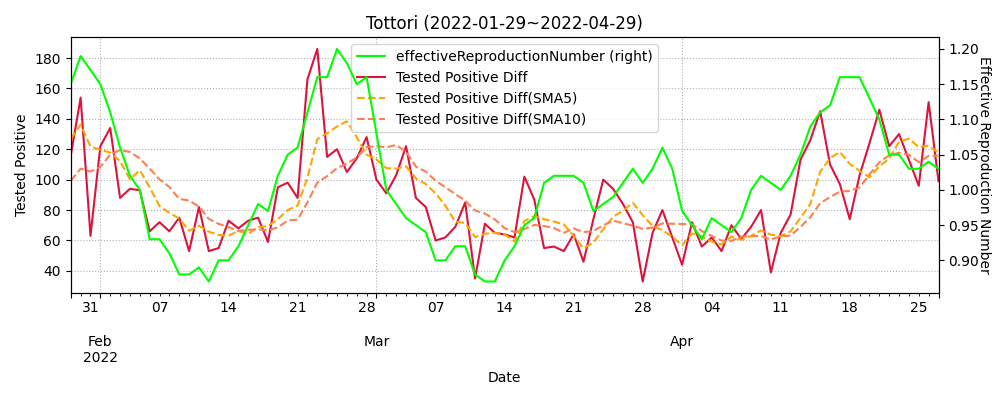 Tottori (2022-01-29~2022-04-29)
effectiveReproductionNumber (right)
Tested Positive Diff
Tested Positive Diff(SMA5)
Tested Positive Diff(SMA10)
Tested Positive
180
160
140
120
100
80
60
40
1.20
1.15
1.10
1.05
1.00
0.95
0.90
Effective Reproduction Number
31 07 14 21 28 07 14 21 28 04 11 18 25
Feb Mar Apr
2022
Date